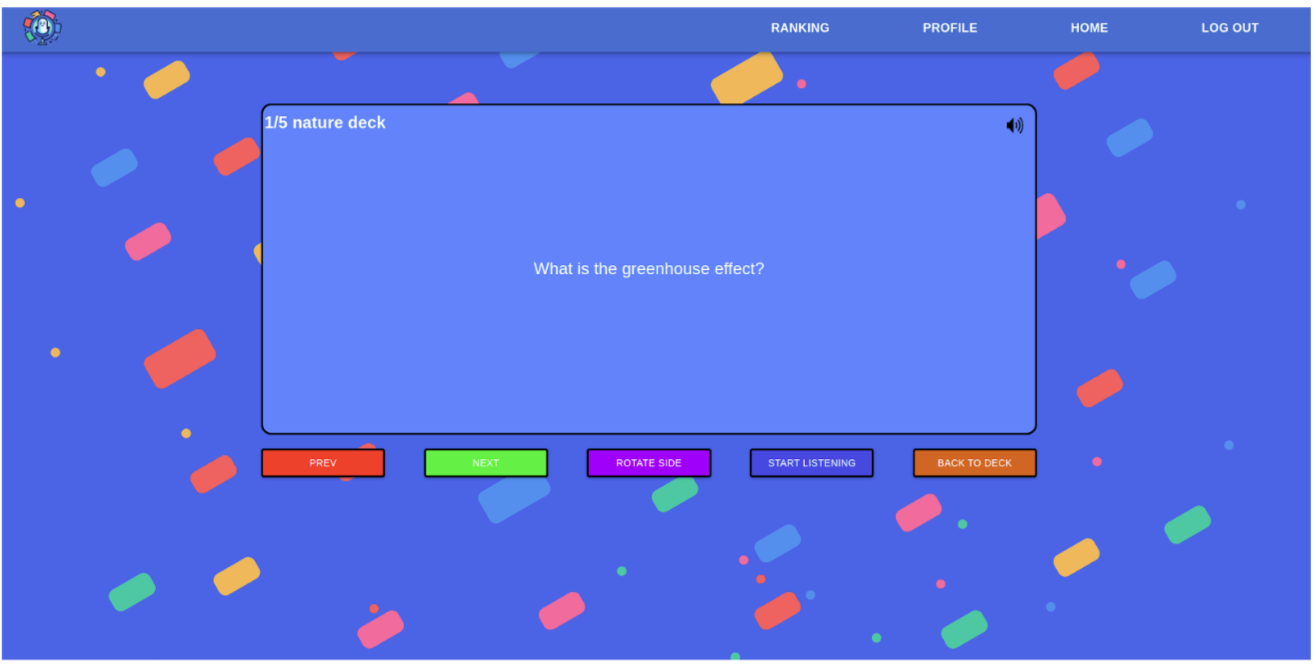 RANKING PROFILE HOME LOG OUT
1/5 nature deck
What is the greenhouse effect?
PREV NEXT ROTATE SIDE START LISTENING BACK TO DECK